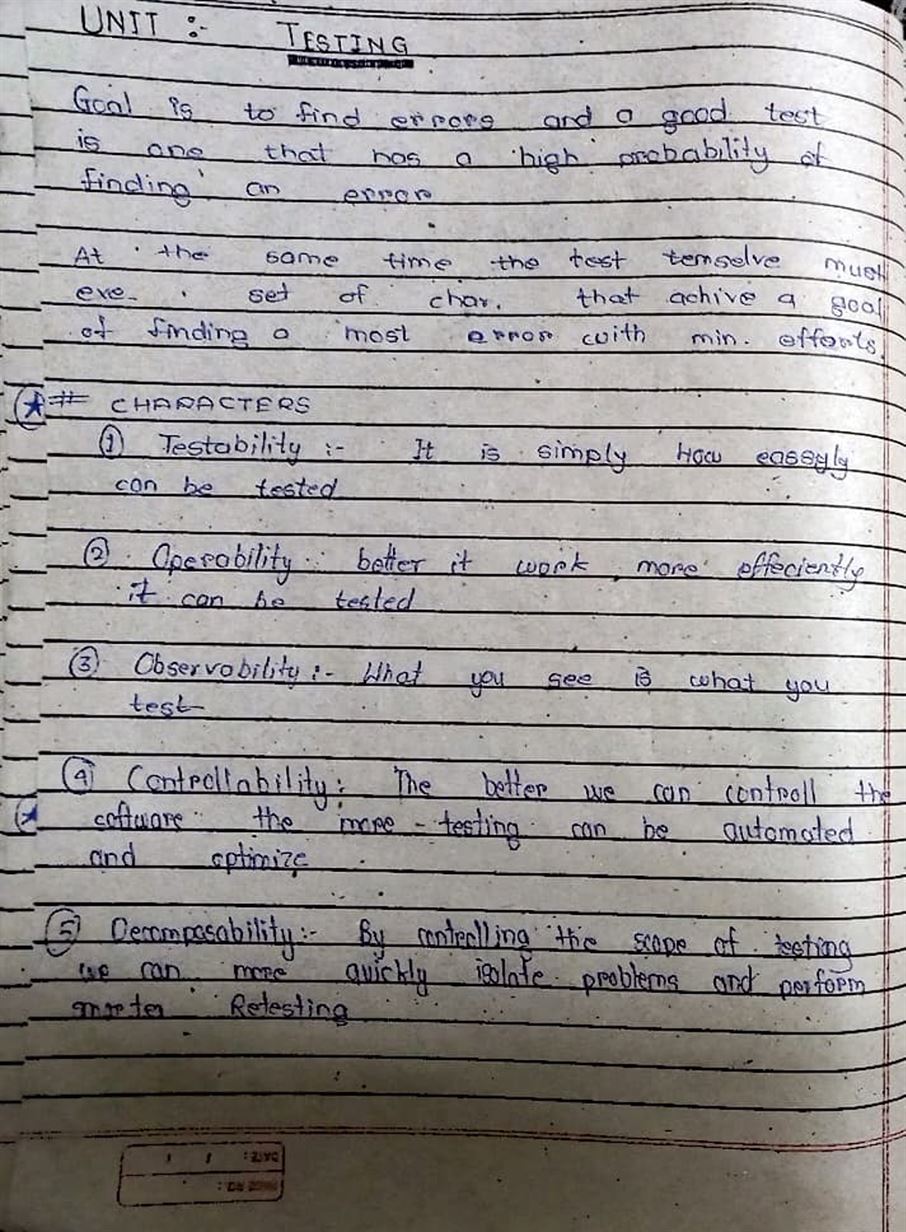 UNIT :- TESTING
Goal is to find errors and a good test
is one that has a high probability of
finding an error
At the same time the test temselve must
exe. set of char. that achive a goal
of finding a most error with min. efforts.
# CHARACTERS
① Testability :- It is simply How eassyly
can be tested
② Operability : better it work more effeciently
it can be tested
③ Observability :- What you see is what you
test
④ Controllability : The better we can controll the
software the more testing can be automated
and optimize
⑤ Decomposability :- By controlling the scope of testing
we can more quickly isolate problems and perform
Retesting
DATE :
PAGE NO :